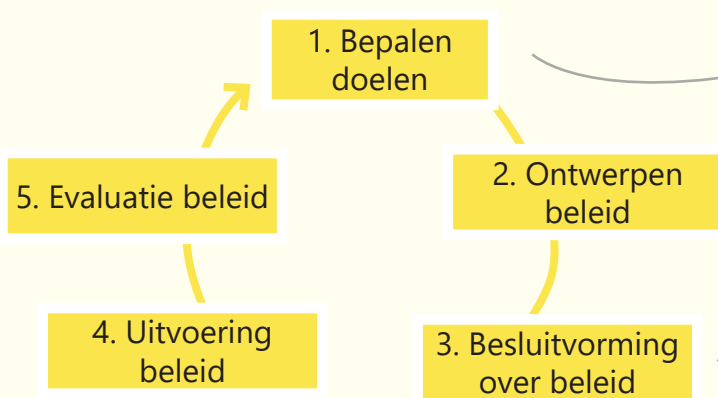 1. Bepalen
doelen
2. Ontwerpen
beleid
3. Besluitvorming
over beleid
4. Uitvoering
beleid
5. Evaluatie beleid